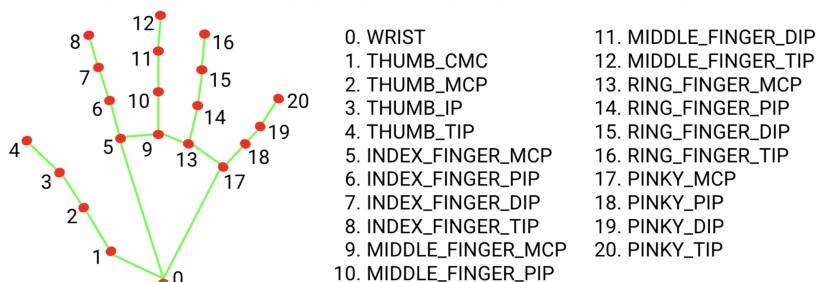 12
8
16
11
7
15
6
10
20
14
4
5
9
19
13
18
3
17
2
1
0
0. WRIST
1. THUMB_CMC
2. THUMB_MCP
3. THUMB_IP
4. THUMB_TIP
5. INDEX_FINGER_MCP
6. INDEX_FINGER_PIP
7. INDEX_FINGER_DIP
8. INDEX_FINGER_TIP
9. MIDDLE_FINGER_MCP
10. MIDDLE_FINGER_PIP
11. MIDDLE_FINGER_DIP
12. MIDDLE_FINGER_TIP
13. RING_FINGER_MCP
14. RING_FINGER_PIP
15. RING_FINGER_DIP
16. RING_FINGER_TIP
17. PINKY_MCP
18. PINKY_PIP
19. PINKY_DIP
20. PINKY_TIP